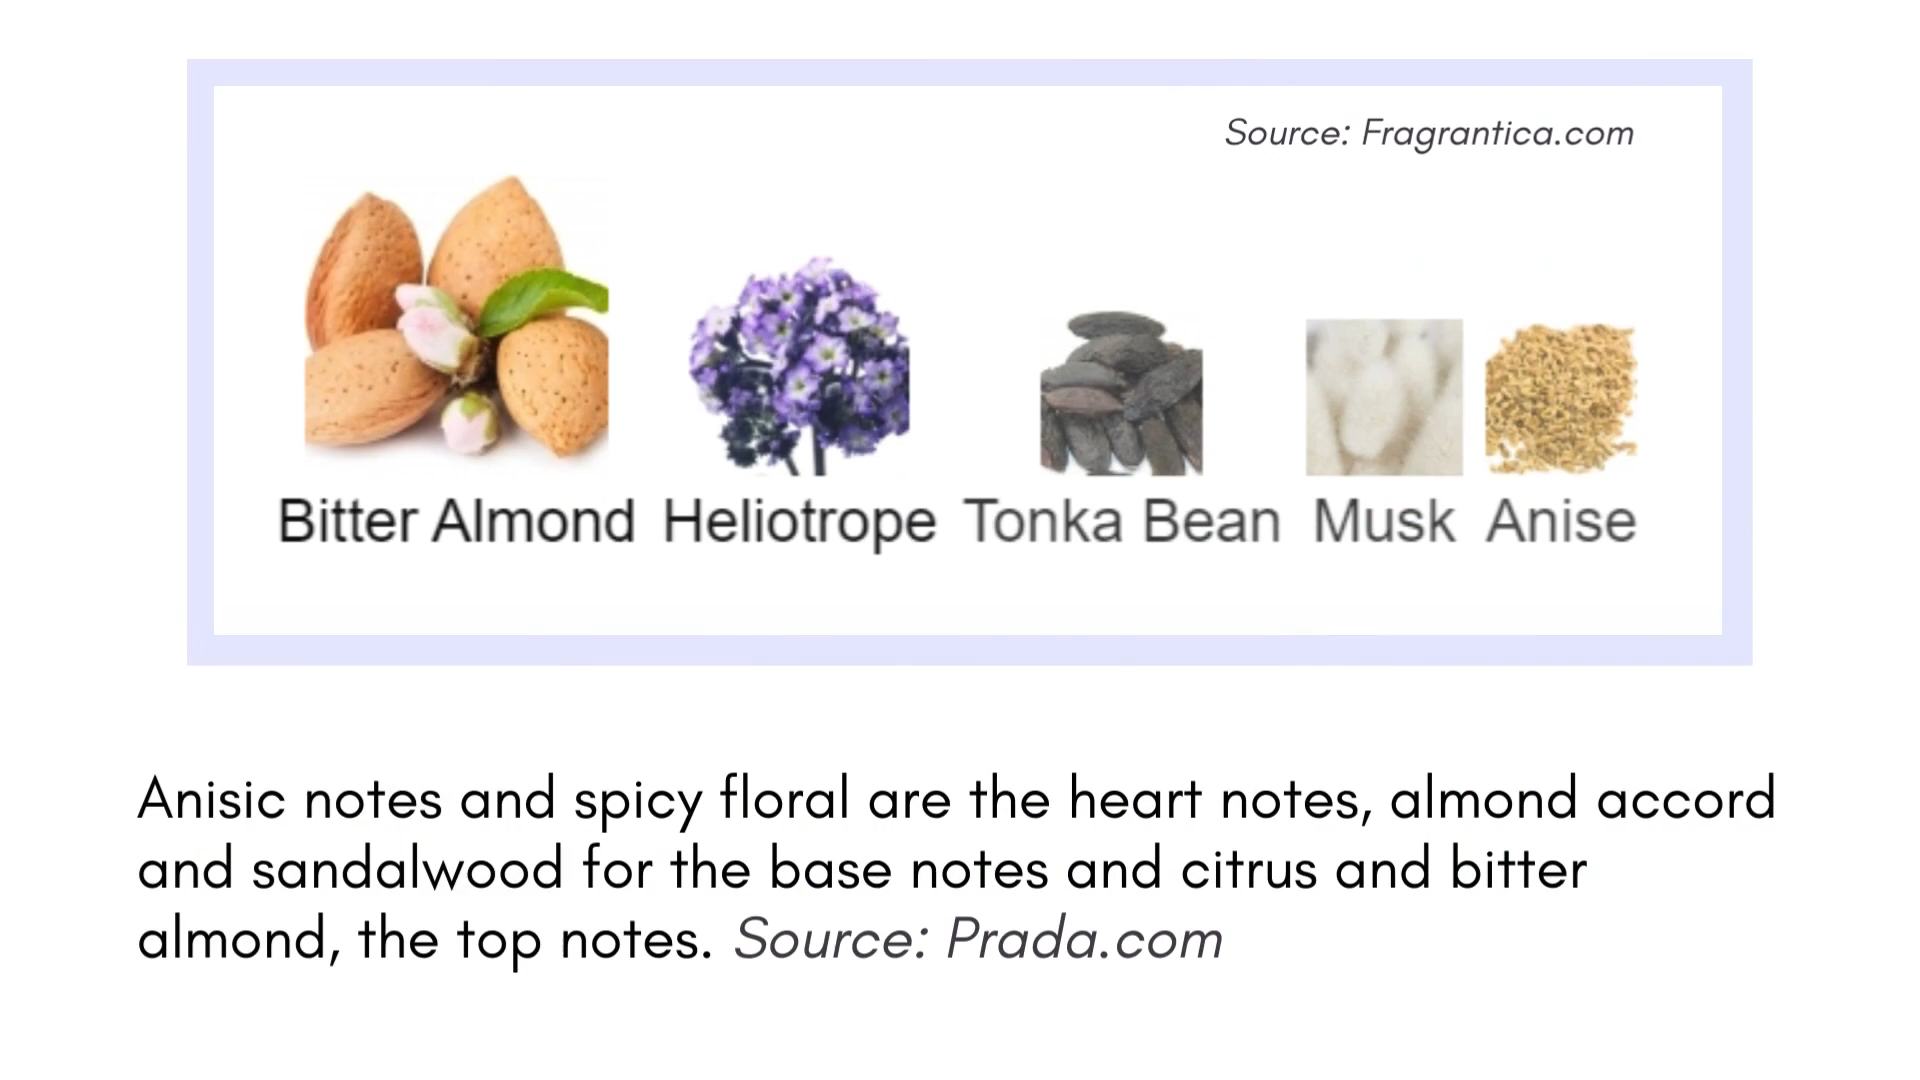 Source: Fragrantica.com
Bitter Almond Heliotrope Tonka Bean Musk Anise
Anisic notes and spicy floral are the heart notes, almond accord
and sandalwood for the base notes and citrus and bitter
almond, the top notes. Source: Prada.com